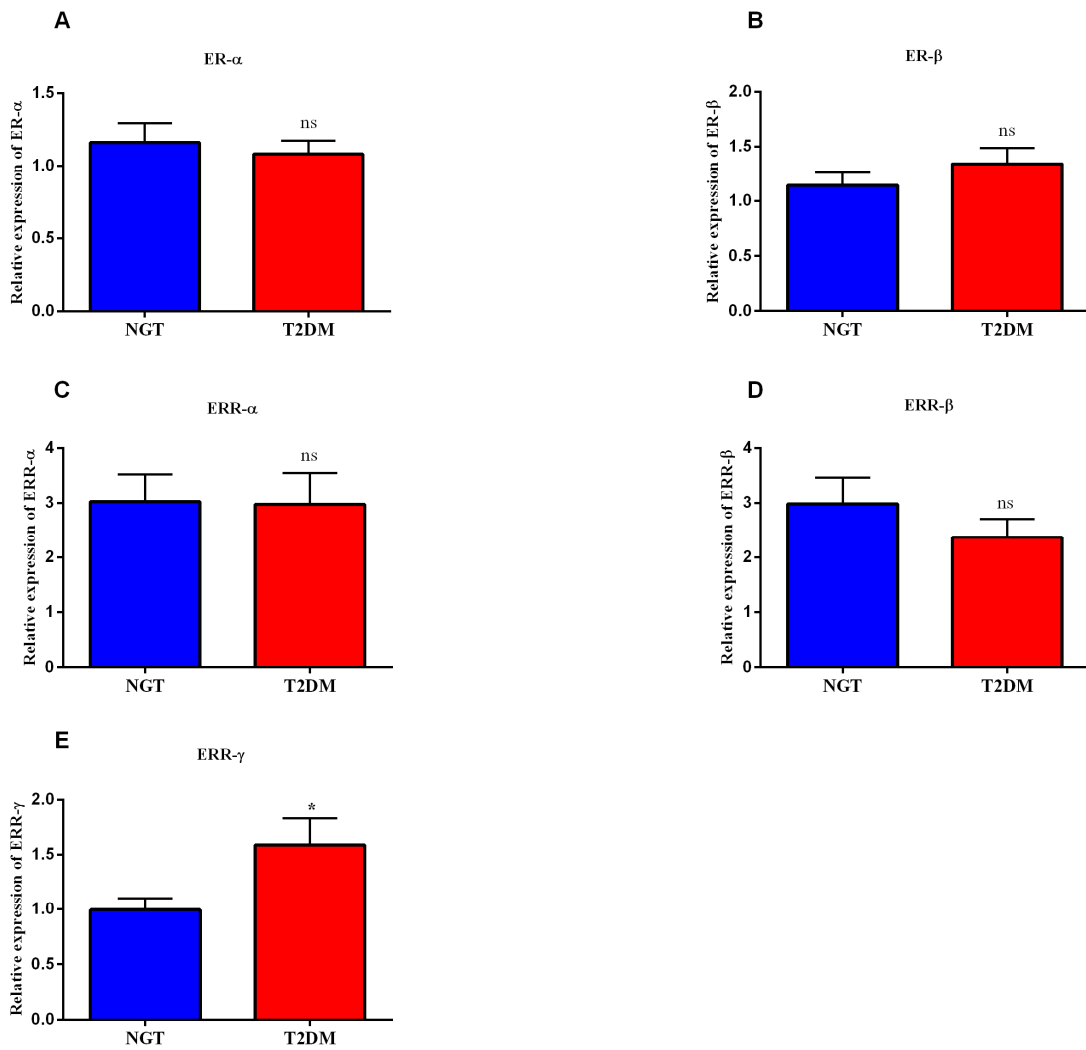 A
ER-α
Relative expression of ER-α
1.5
1.0
0.5
0.0
ns
NGT
T2DM
B
ER-β
Relative expression of ER-β
2.0
1.5
1.0
0.5
0.0
ns
NGT
T2DM
C
ERR-α
Relative expression of ERR-α
4
3
2
1
0
ns
NGT
T2DM
D
ERR-β
Relative expression of ERR-β
4
3
2
1
0
ns
NGT
T2DM
E
ERR-γ
Relative expression of ERR-γ
2.0
1.5
1.0
0.5
0.0
*
NGT
T2DM